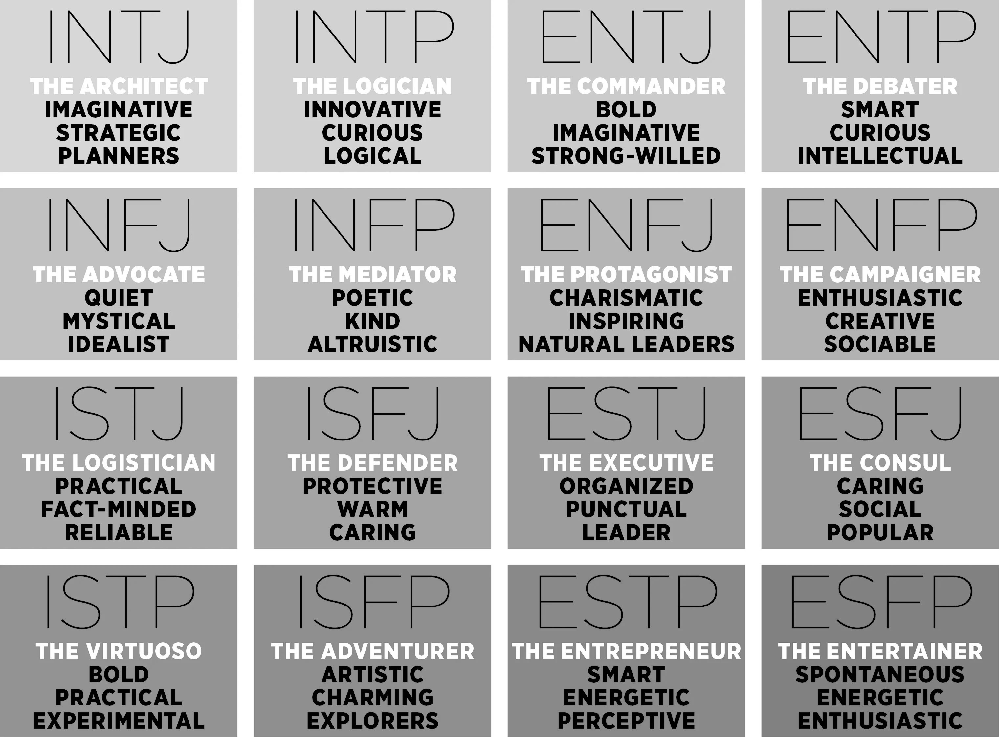 INTJ
THE ARCHITECT
IMAGINATIVE
STRATEGIC
PLANNERS
INTP
THE LOGICIAN
INNOVATIVE
CURIOUS
LOGICAL
ENTJ
THE COMMANDER
BOLD
IMAGINATIVE
STRONG-WILLED
ENTP
THE DEBATER
SMART
CURIOUS
INTELLECTUAL
INFJ
THE ADVOCATE
QUIET
MYSTICAL
IDEALIST
INFP
THE MEDIATOR
POETIC
KIND
ALTRUISTIC
ENFJ
THE PROTAGONIST
CHARISMATIC
INSPIRING
NATURAL LEADERS
ENFP
THE CAMPAIGNER
ENTHUSIASTIC
CREATIVE
SOCIABLE
ISTJ
THE LOGISTICIAN
PRACTICAL
FACT-MINDED
RELIABLE
ISFJ
THE DEFENDER
PROTECTIVE
WARM
CARING
ESTJ
THE EXECUTIVE
ORGANIZED
PUNCTUAL
LEADER
ESFJ
THE CONSUL
CARING
SOCIAL
POPULAR
ISTP
THE VIRTUOSO
BOLD
PRACTICAL
EXPERIMENTAL
ISFP
THE ADVENTURER
ARTISTIC
CHARMING
EXPLORERS
ESTP
THE ENTREPRENEUR
SMART
ENERGETIC
PERCEPTIVE
ESFP
THE ENTERTAINER
SPONTANEOUS
ENERGETIC
ENTHUSIASTIC